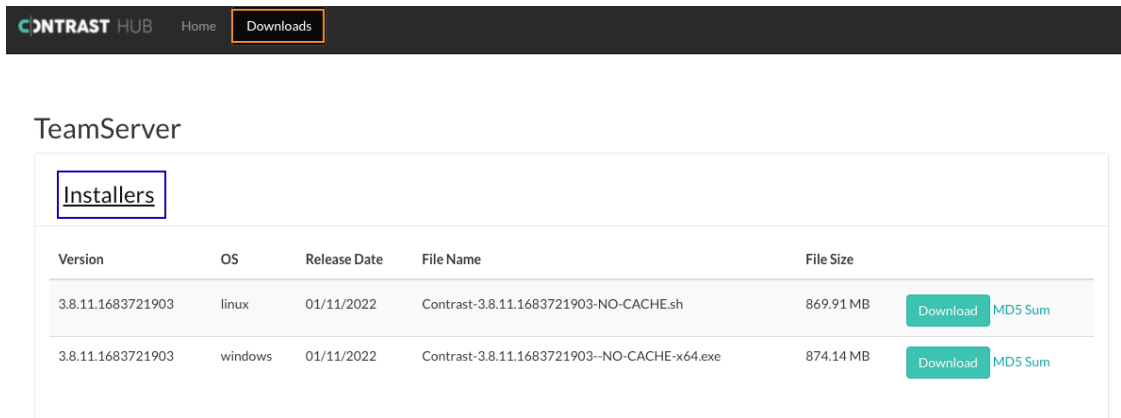 CONTRAST HUB Home Downloads
TeamServer
Installers
Version OS Release Date File Name File Size
3.8.11.1683721903 linux 01/11/2022 Contrast-3.8.11.1683721903-NO-CACHE.sh 869.91 MB Download MD5 Sum
3.8.11.1683721903 windows 01/11/2022 Contrast-3.8.11.1683721903--NO-CACHE-x64.exe 874.14 MB Download MD5 Sum